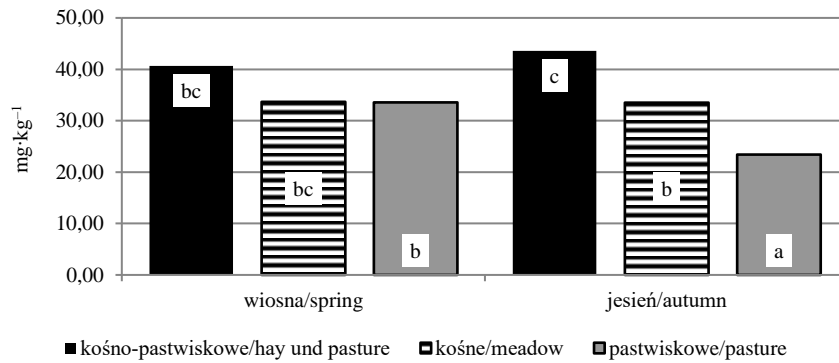 50,00
40,00
30,00
20,00
10,00
0,00
mg·kg⁻¹
bc
bc
b
c
b
a
wiosna/spring
jesień/autumn
kośno-pastwiskowe/hay und pasture
kośne/meadow
pastwiskowe/pasture